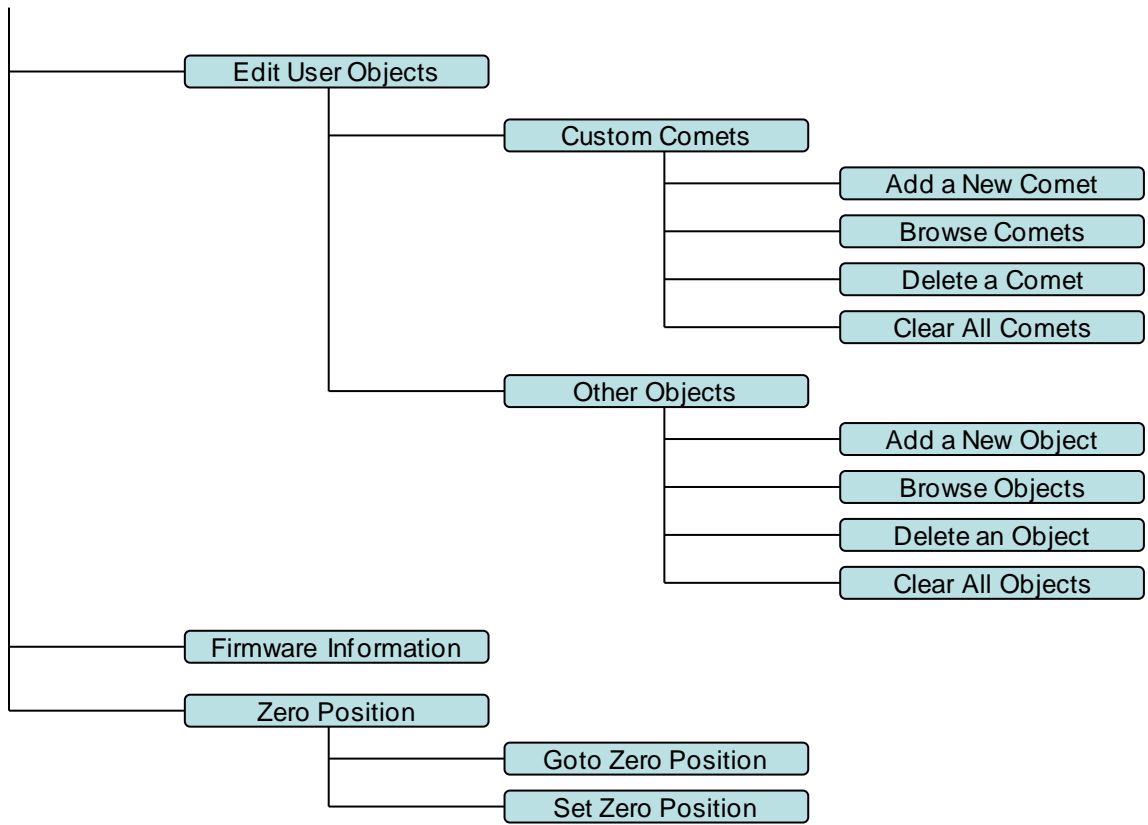 Edit User Objects
Custom Comets
Add a New Comet
Browse Comets
Delete a Comet
Clear All Comets
Other Objects
Add a New Object
Browse Objects
Delete an Object
Clear All Objects
Firmware Information
Zero Position
Goto Zero Position
Set Zero Position